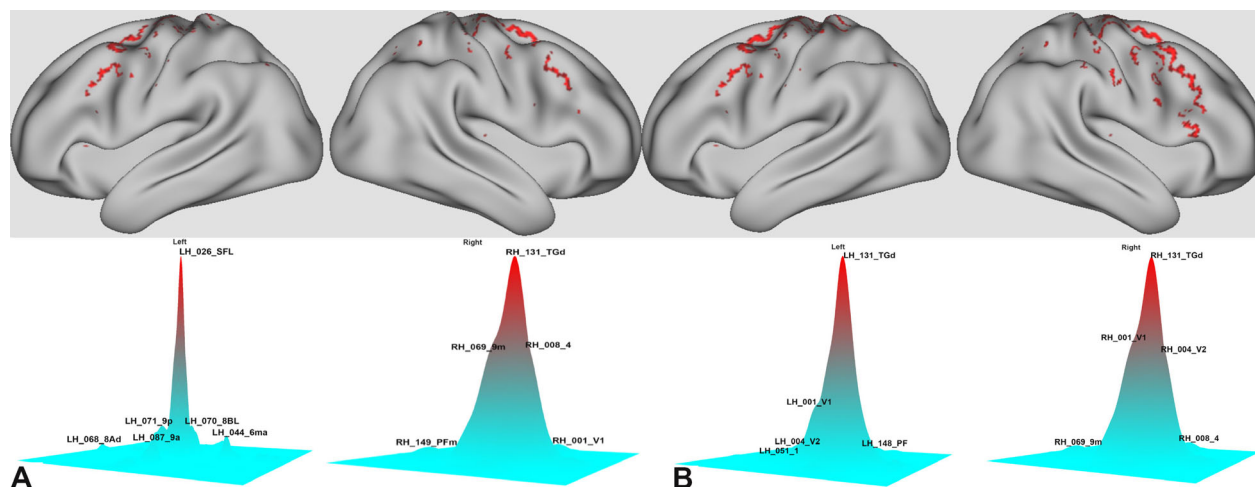 Left
LH_026_SFL
Right
RH_131_TGd
Left
LH_131_TGd
Right
RH_131_TGd
RH_069_9m
RH_008_4
RH_001_V1
RH_004_V2
LH_001_V1
LH_071_9p
LH_070_8BL
LH_068_8Ad
LH_087_9a
LH_044_6ma
RH_149_PFm
RH_001_V1
LH_004_V2
LH_051_1
LH_148_PF
RH_069_9m
RH_008_4
A
B